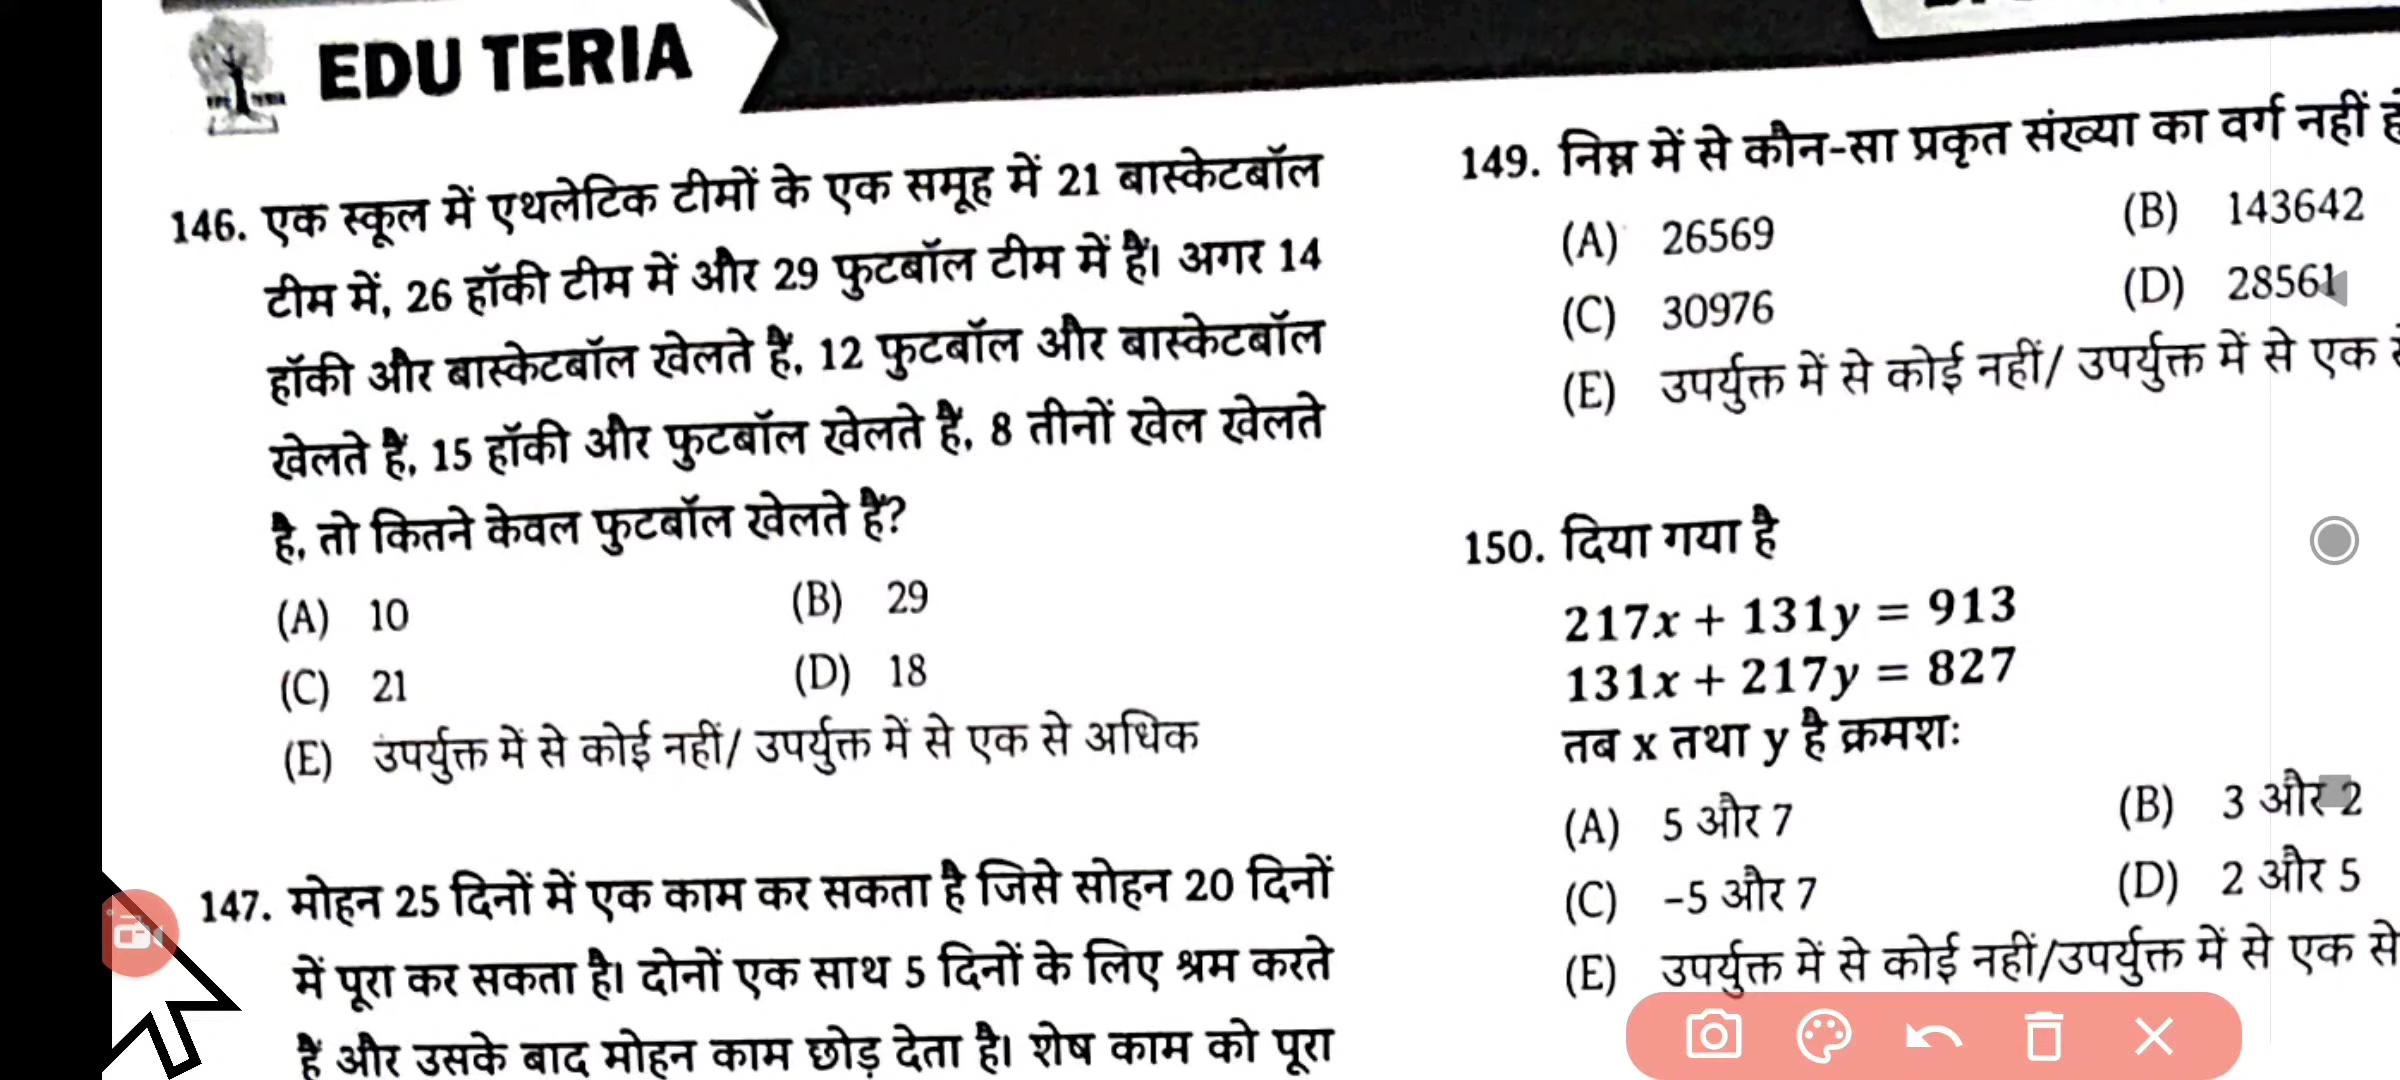 EDU TERIA
146. एक स्कूल में एथलेटिक टीमों के एक समूह में 21 बास्केटबॉल
टीम में, 26 हॉकी टीम में और 29 फुटबॉल टीम में हैं। अगर 14
हॉकी और बास्केटबॉल खेलते हैं, 12 फुटबॉल और बास्केटबॉल
खेलते हैं, 15 हॉकी और फुटबॉल खेलते हैं, 8 तीनों खेल खेलते
है, तो कितने केवल फुटबॉल खेलते हैं?
(A) 10 (B) 29
(C) 21 (D) 18
(E) उपर्युक्त में से कोई नहीं/ उपर्युक्त में से एक से अधिक
147. मोहन 25 दिनों में एक काम कर सकता है जिसे सोहन 20 दिनों
में पूरा कर सकता है। दोनों एक साथ 5 दिनों के लिए श्रम करते
हैं और उसके बाद मोहन काम छोड़ देता है। शेष काम को पूरा
149. निम्न में से कौन-सा प्रकृत संख्या का वर्ग नहीं
(A) 26569 (B) 143642
(C) 30976 (D) 28561
(E) उपर्युक्त में से कोई नहीं/ उपर्युक्त में से एक
150. दिया गया है
217x + 131y = 913
131x + 217y = 827
तब x तथा y है क्रमशः
(A) 5 और 7 (B) 3 और 2
(C) -5 और 7 (D) 2 और 5
(E) उपर्युक्त में से कोई नहीं/उपर्युक्त में से एक से